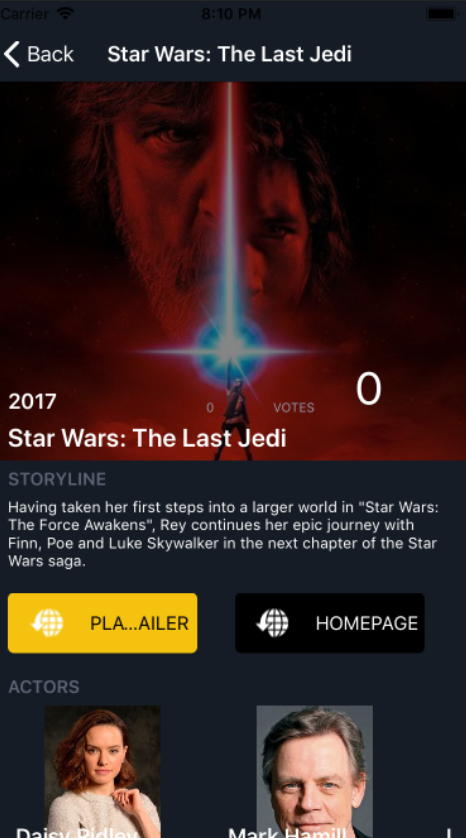 Carrier 8:10 PM
Back Star Wars: The Last Jedi
0
2017
0 VOTES
Star Wars: The Last Jedi
STORYLINE
Having taken her first steps into a larger world in "Star Wars:
The Force Awakens", Rey continues her epic journey with
Finn, Poe and Luke Skywalker in the next chapter of the Star
Wars saga.
PLA...AILER HOMEPAGE
ACTORS
Daisy Ridley Mark Hamill